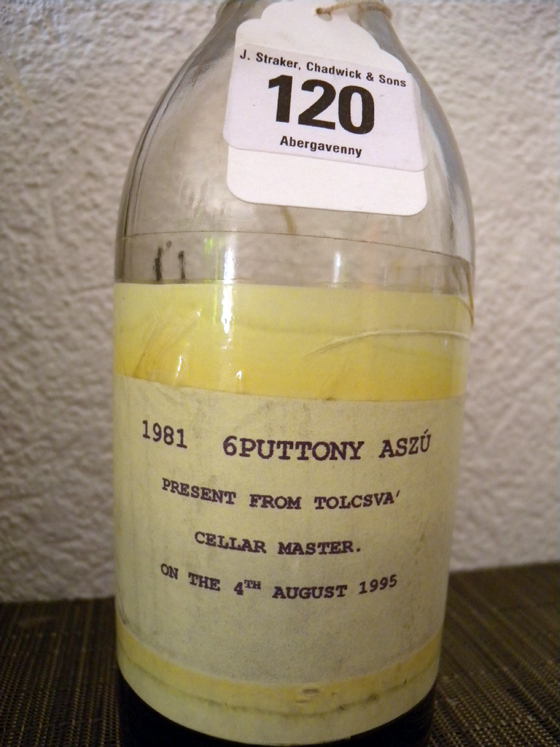 J. Straker, Chadwick & Sons
120
Abergavenny
1981 6PUTTONY ASZÚ
PRESENT FROM TOLCSVA'
CELLAR MASTER.
ON THE 4TH AUGUST 1995